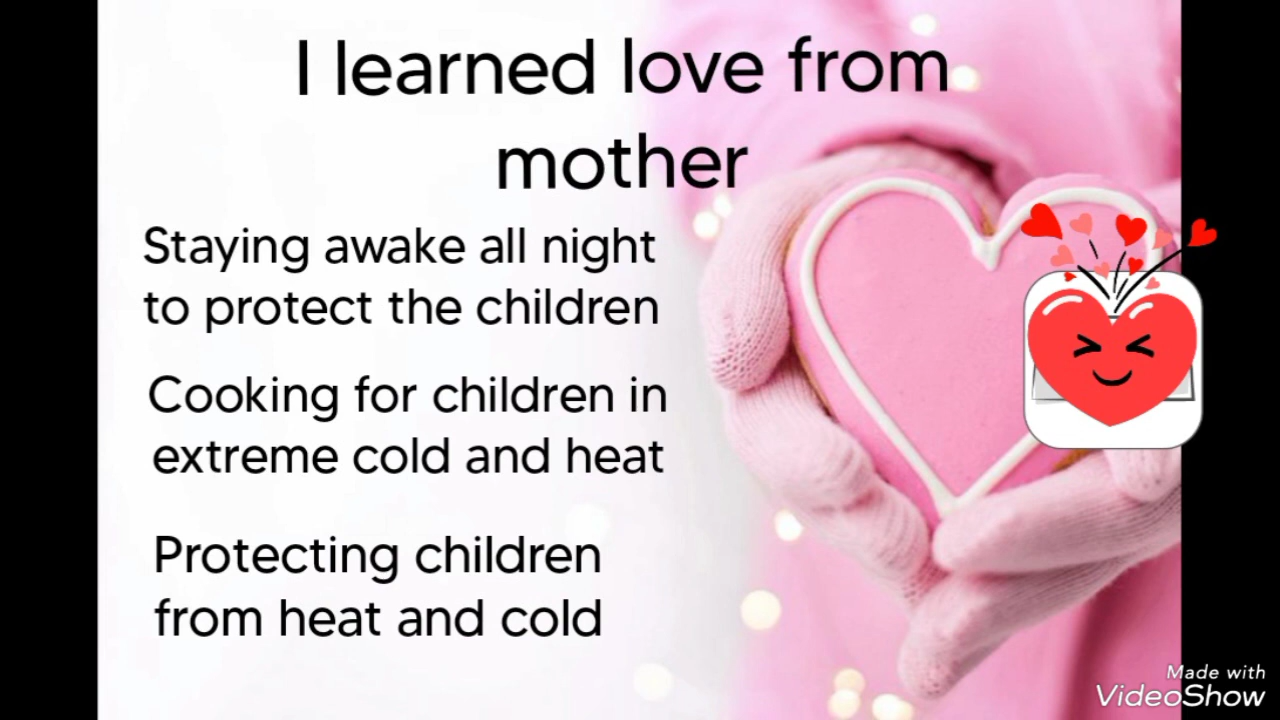 I learned love from
mother
Staying awake all night
to protect the children
Cooking for children in
extreme cold and heat
Protecting children
from heat and cold
Made with
VideoShow